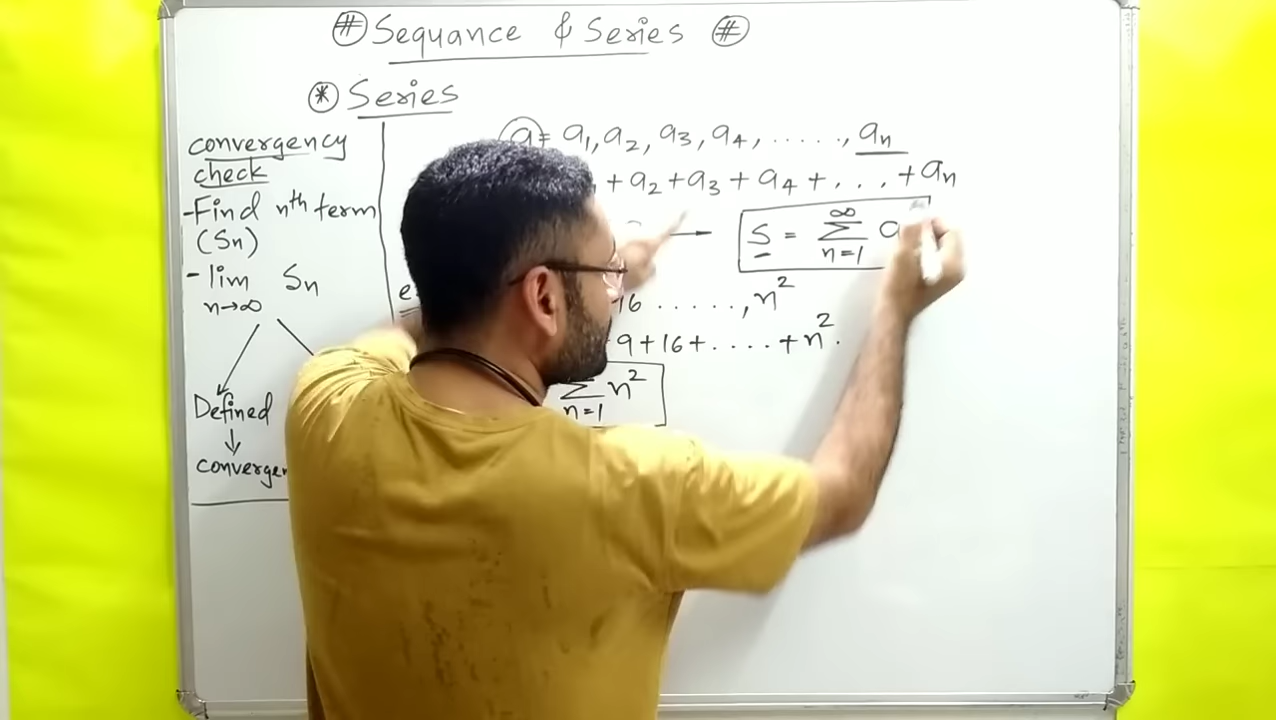 # Sequance & Series #
* Series
convergency
check
- Find nth term
(Sn)
- lim Sn
n→∞
Defined
↓
converge
a = a₁, a₂, a₃, a₄, ......, aₙ
+ a₂ + a₃ + a₄ + ... + aₙ
→ S = ∞ Σ n=1 a
16 ......, n²
9 + 16 + .... + n².
Σ n=1 n²